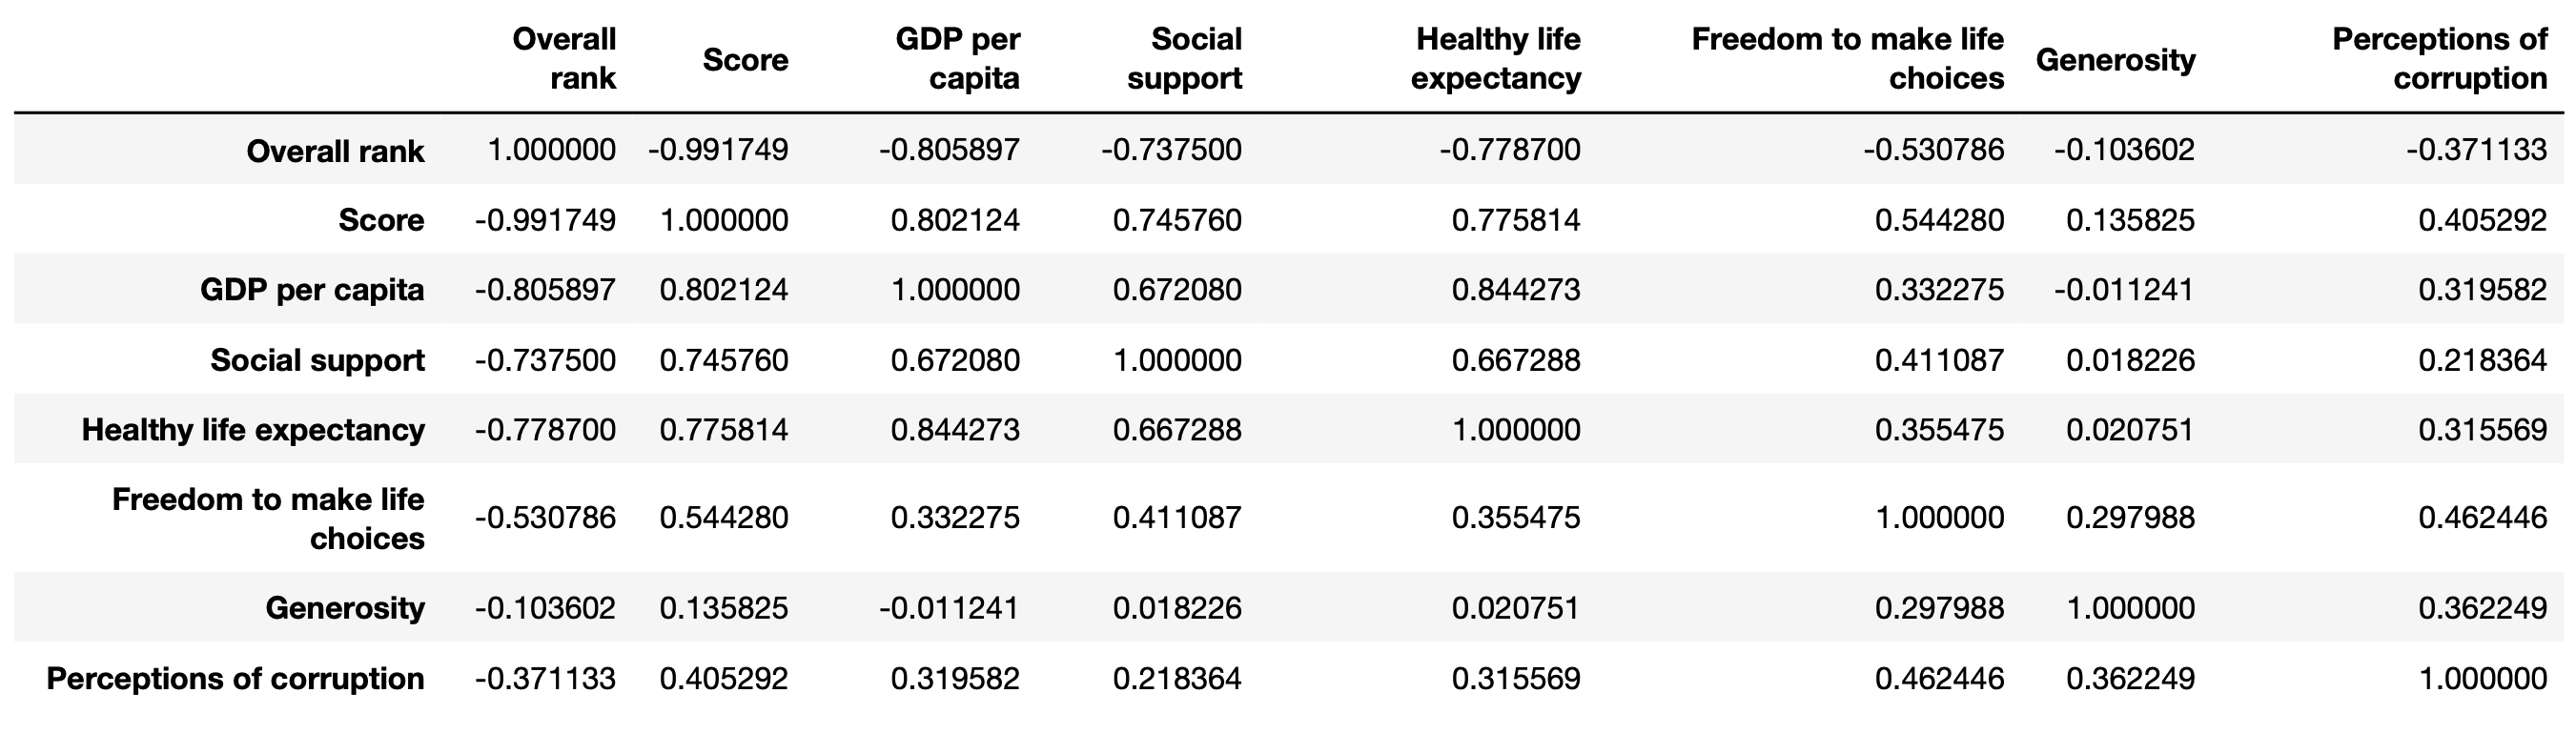 Overall rank Score GDP per capita Social support Healthy life expectancy Freedom to make life choices Generosity Perceptions of corruption
Overall rank 1.000000 -0.991749 -0.805897 -0.737500 -0.778700 -0.530786 -0.103602 -0.371133
Score -0.991749 1.000000 0.802124 0.745760 0.775814 0.544280 0.135825 0.405292
GDP per capita -0.805897 0.802124 1.000000 0.672080 0.844273 0.332275 -0.011241 0.319582
Social support -0.737500 0.745760 0.672080 1.000000 0.667288 0.411087 0.018226 0.218364
Healthy life expectancy -0.778700 0.775814 0.844273 0.667288 1.000000 0.355475 0.020751 0.315569
Freedom to make life choices -0.530786 0.544280 0.332275 0.411087 0.355475 1.000000 0.297988 0.462446
Generosity -0.103602 0.135825 -0.011241 0.018226 0.020751 0.297988 1.000000 0.362249
Perceptions of corruption -0.371133 0.405292 0.319582 0.218364 0.315569 0.462446 0.362249 1.000000